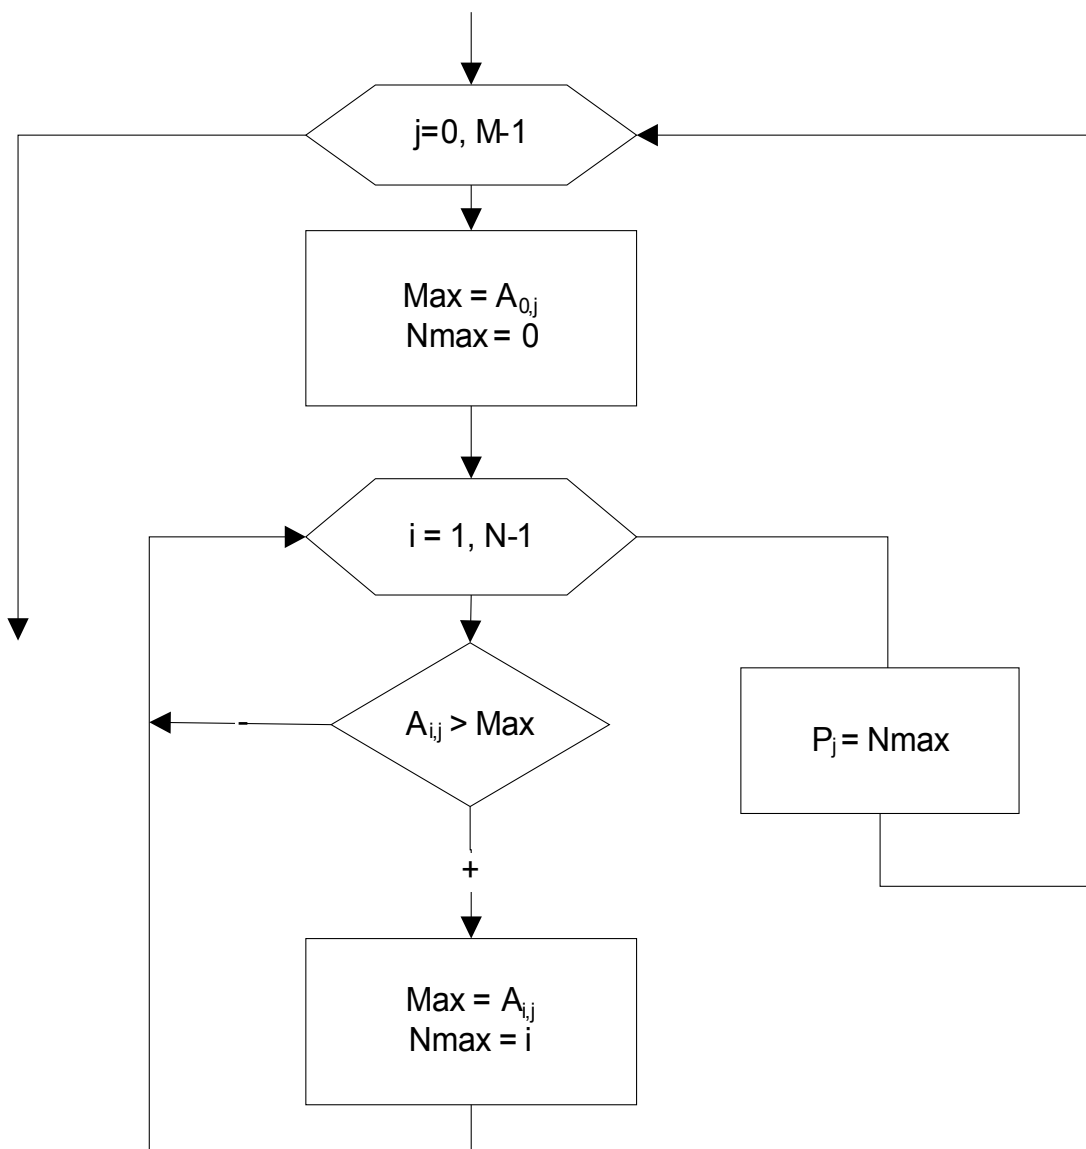 j=0, M-1
Max = A0,j
Nmax = 0
i = 1, N-1
Ai,j > Max
-
Pj = Nmax
+
Max = Ai,j
Nmax = i